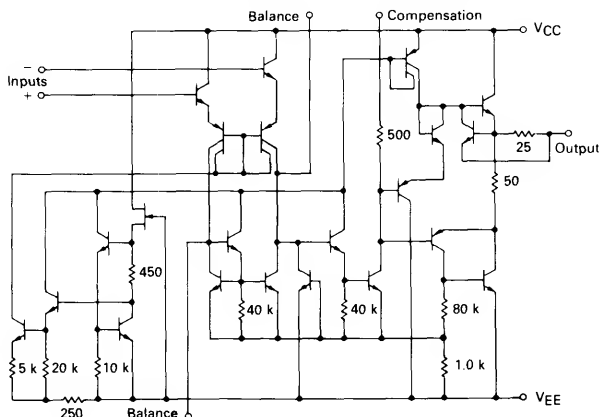 Balance
Compensation
VCC
−
Inputs
+
500
25
Output
50
450
40 k
40 k
80 k
5 k
20 k
10 k
1.0 k
250
Balance
VEE